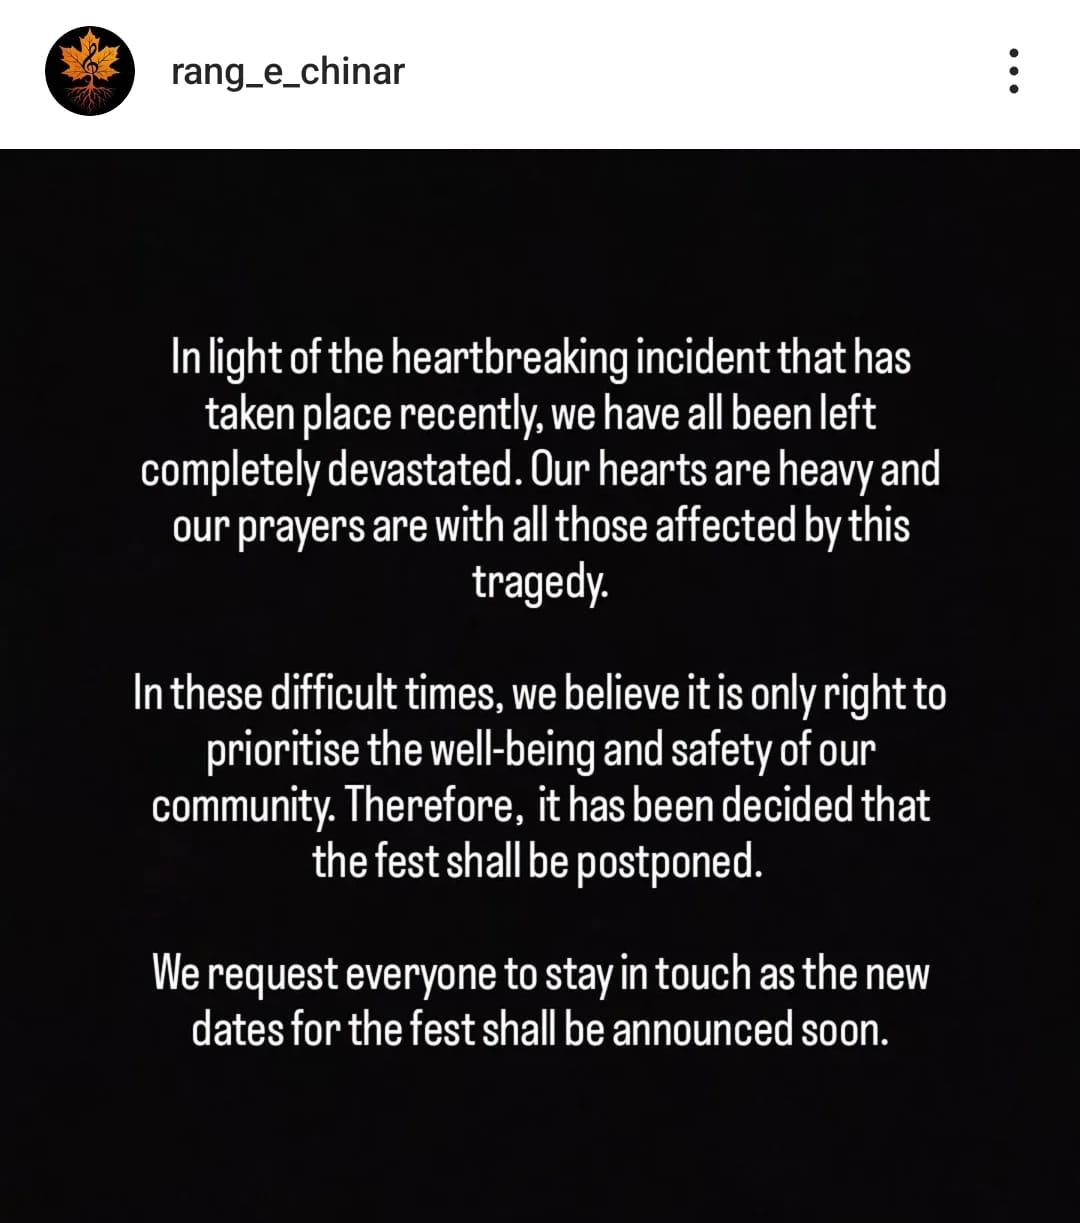 rang_e_chinar
In light of the heartbreaking incident that has
taken place recently, we have all been left
completely devastated. Our hearts are heavy and
our prayers are with all those affected by this
tragedy.
In these difficult times, we believe it is only right to
prioritise the well-being and safety of our
community. Therefore, it has been decided that
the fest shall be postponed.
We request everyone to stay in touch as the new
dates for the fest shall be announced soon.